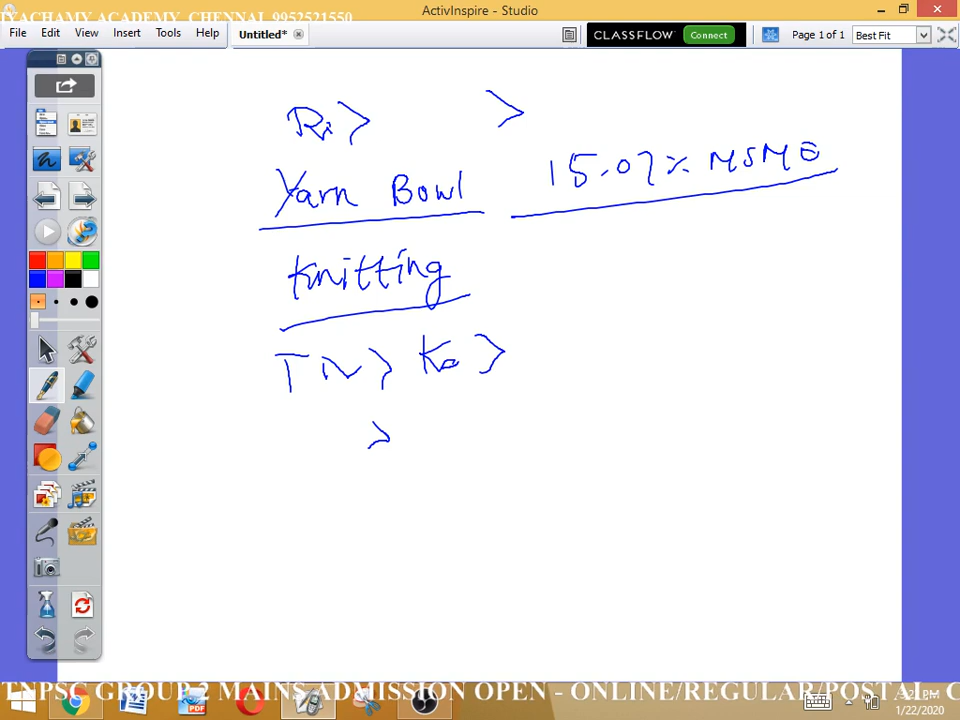 IYACHAMY ACADEMY, CHENNAI 9952521550
ActivInspire - Studio
File Edit View Insert Tools Help Untitled* CLASSFLOW Connect Page 1 of 1 Best Fit
>
15.07% MSME
Yarn Bowl
Knitting
TN > Ka >
>
TNPSC GROUP 2 MAINS ADMISSION OPEN - ONLINE/REGULAR/POSTAL C
1/22/2020